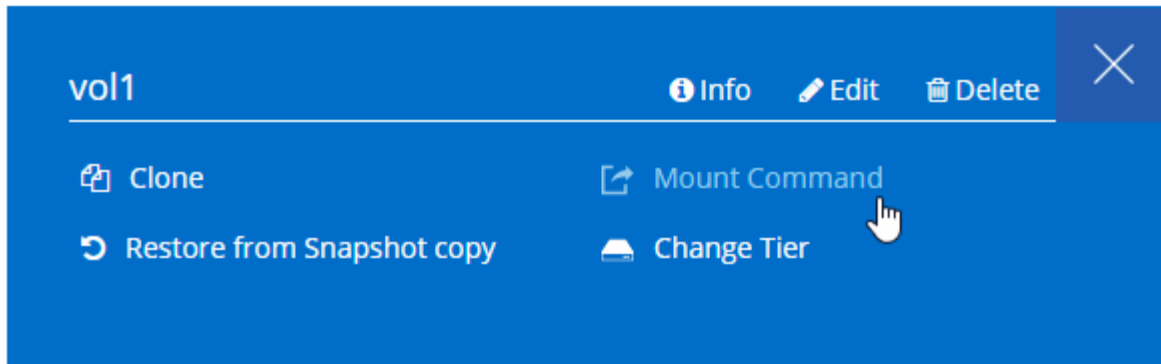 vol1 Info Edit Delete
Clone Mount Command
Restore from Snapshot copy Change Tier